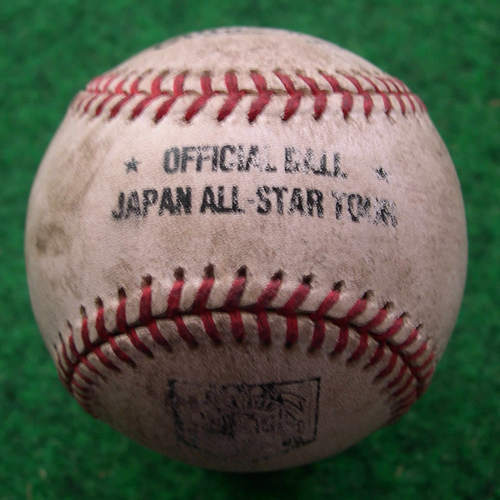 ★ OFFICIAL BALL ★
JAPAN ALL-STAR TOUR